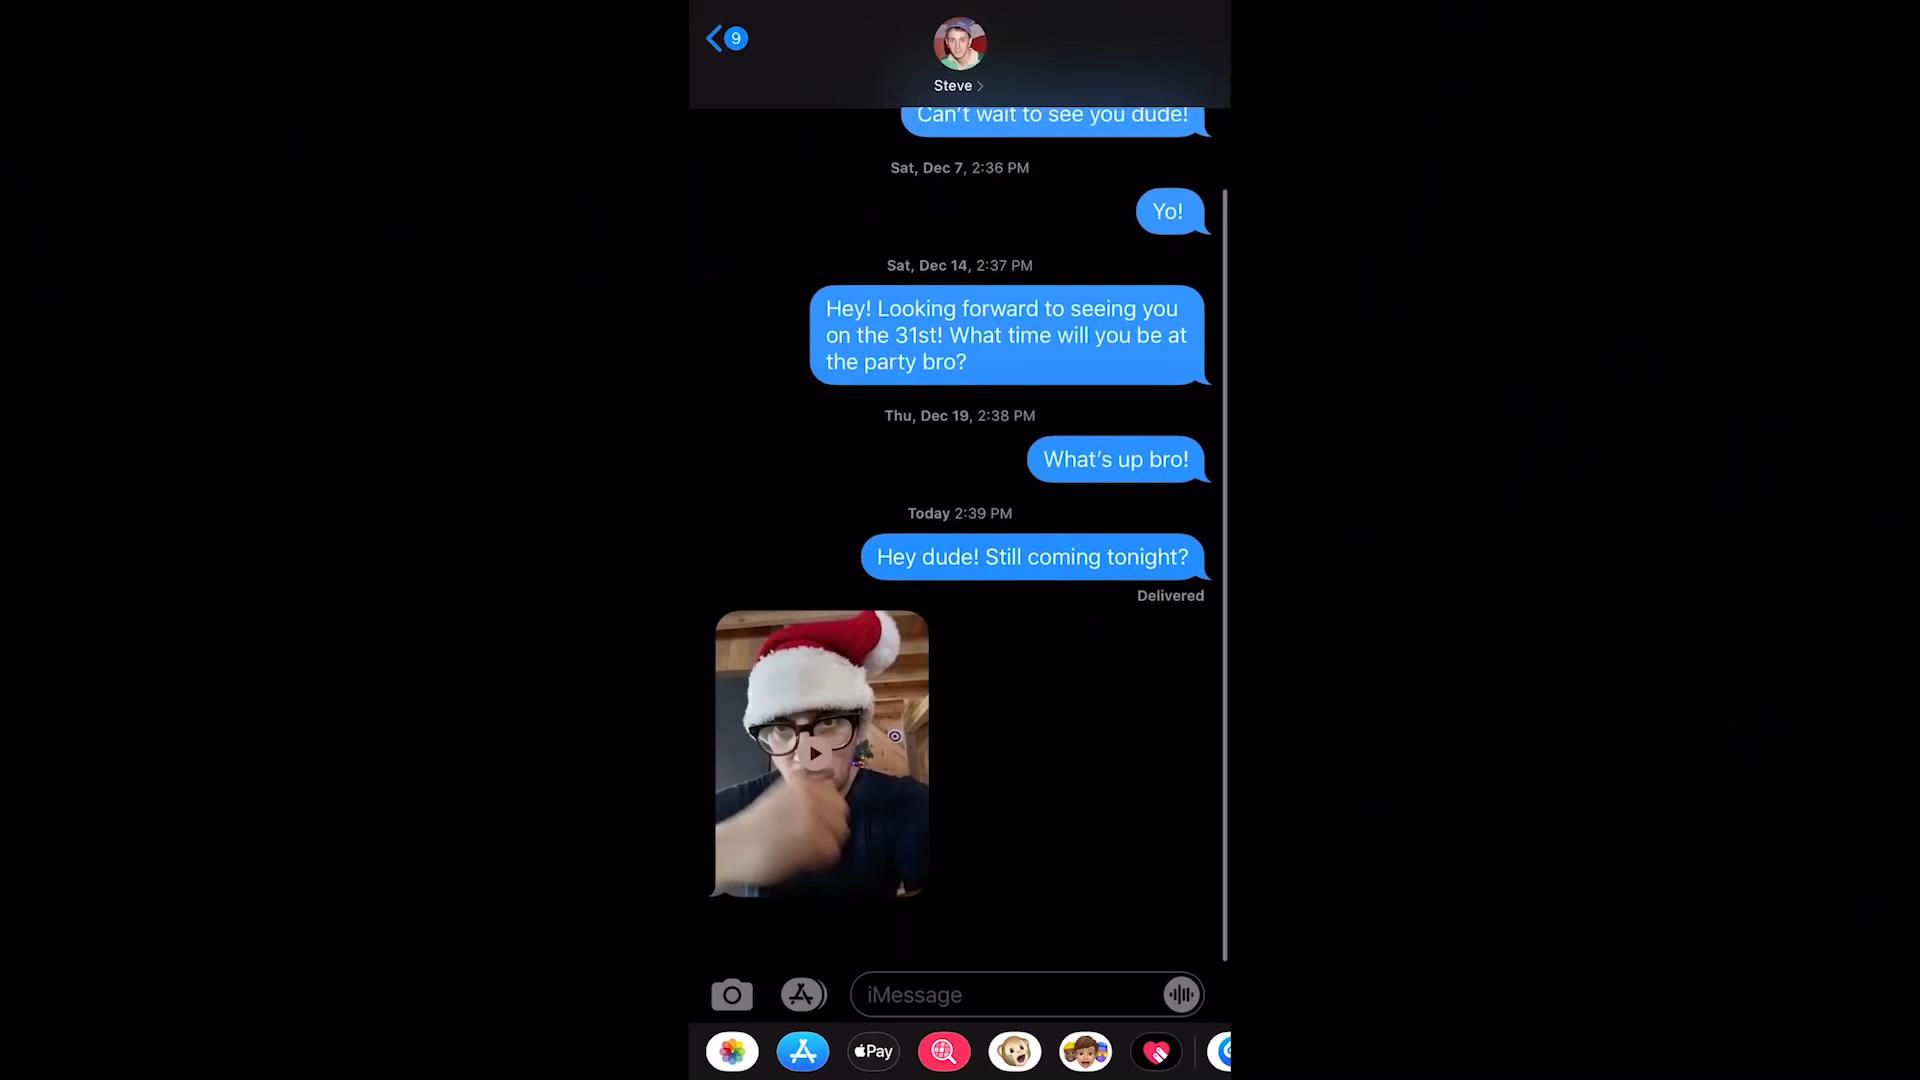 9
Steve
Can't wait to see you dude!
Sat, Dec 7, 2:36 PM
Yo!
Sat, Dec 14, 2:37 PM
Hey! Looking forward to seeing you
on the 31st! What time will you be at
the party bro?
Thu, Dec 19, 2:38 PM
What's up bro!
Today 2:39 PM
Hey dude! Still coming tonight?
Delivered
iMessage
Pay